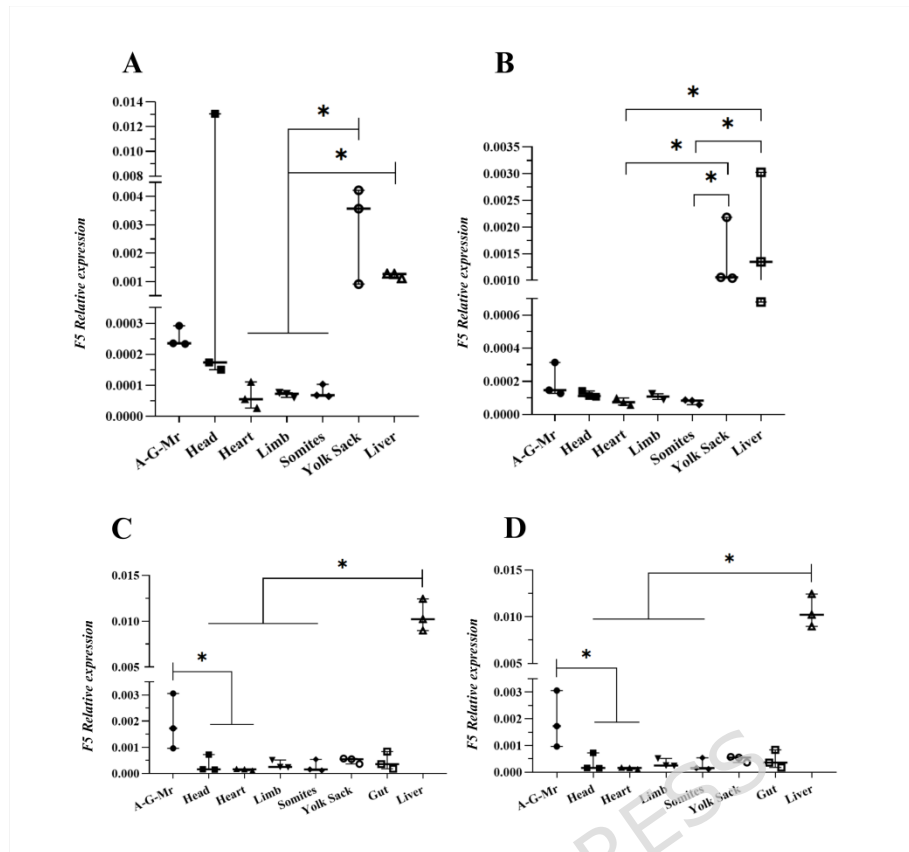 A
F5 Relative expression
0.014
0.012
0.010
0.008
0.004
0.003
0.002
0.001
0.0003
0.0002
0.0001
0.0000
*
*
A-G-Mr
Head
Heart
Limb
Somites
Yolk Sack
Liver
B
F5 Relative expression
0.0035
0.0030
0.0025
0.0020
0.0015
0.0010
0.0006
0.0004
0.0002
0.0000
*
*
*
*
A-G-Mr
Head
Heart
Limb
Somites
Yolk Sack
Liver
C
F5 Relative expression
0.015
0.010
0.005
0.003
0.002
0.001
0.000
*
*
A-G-Mr
Head
Heart
Limb
Somites
Yolk Sack
Gut
Liver
D
F5 Relative expression
0.015
0.010
0.005
0.003
0.002
0.001
0.000
*
*
A-G-Mr
Head
Heart
Limb
Somites
Yolk Sack
Gut
Liver
RESS